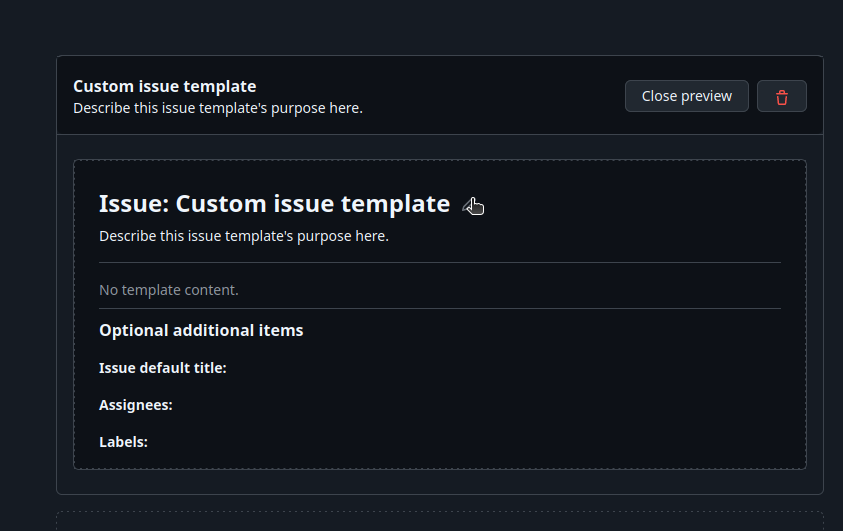 Custom issue template
Describe this issue template's purpose here.
Close preview
Issue: Custom issue template
Describe this issue template's purpose here.
No template content.
Optional additional items
Issue default title:
Assignees:
Labels: